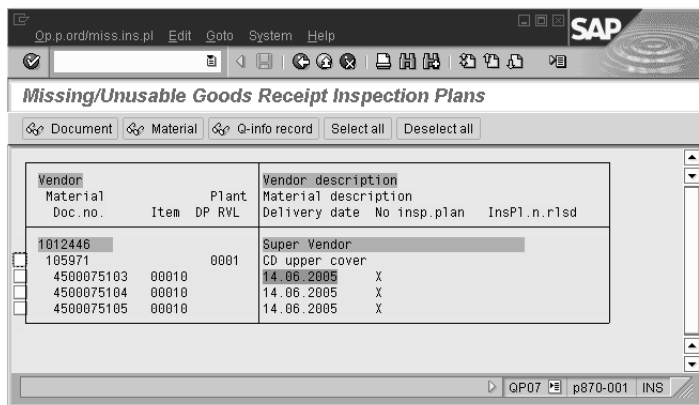 Qp.p.ord/miss.ins.pl Edit Goto System Help
SAP
Missing/Unusable Goods Receipt Inspection Plans
Document Material Q-info record Select all Deselect all
Vendor Vendor description
Material Plant Material description
Doc.no. Item DP RVL Delivery date No insp.plan InsPl.n.rlsd
1012446 Super Vendor
105971 0001 CD upper cover
4500075103 00010 14.06.2005 X
4500075104 00010 14.06.2005 X
4500075105 00010 14.06.2005 X
QP07 p870-001 INS